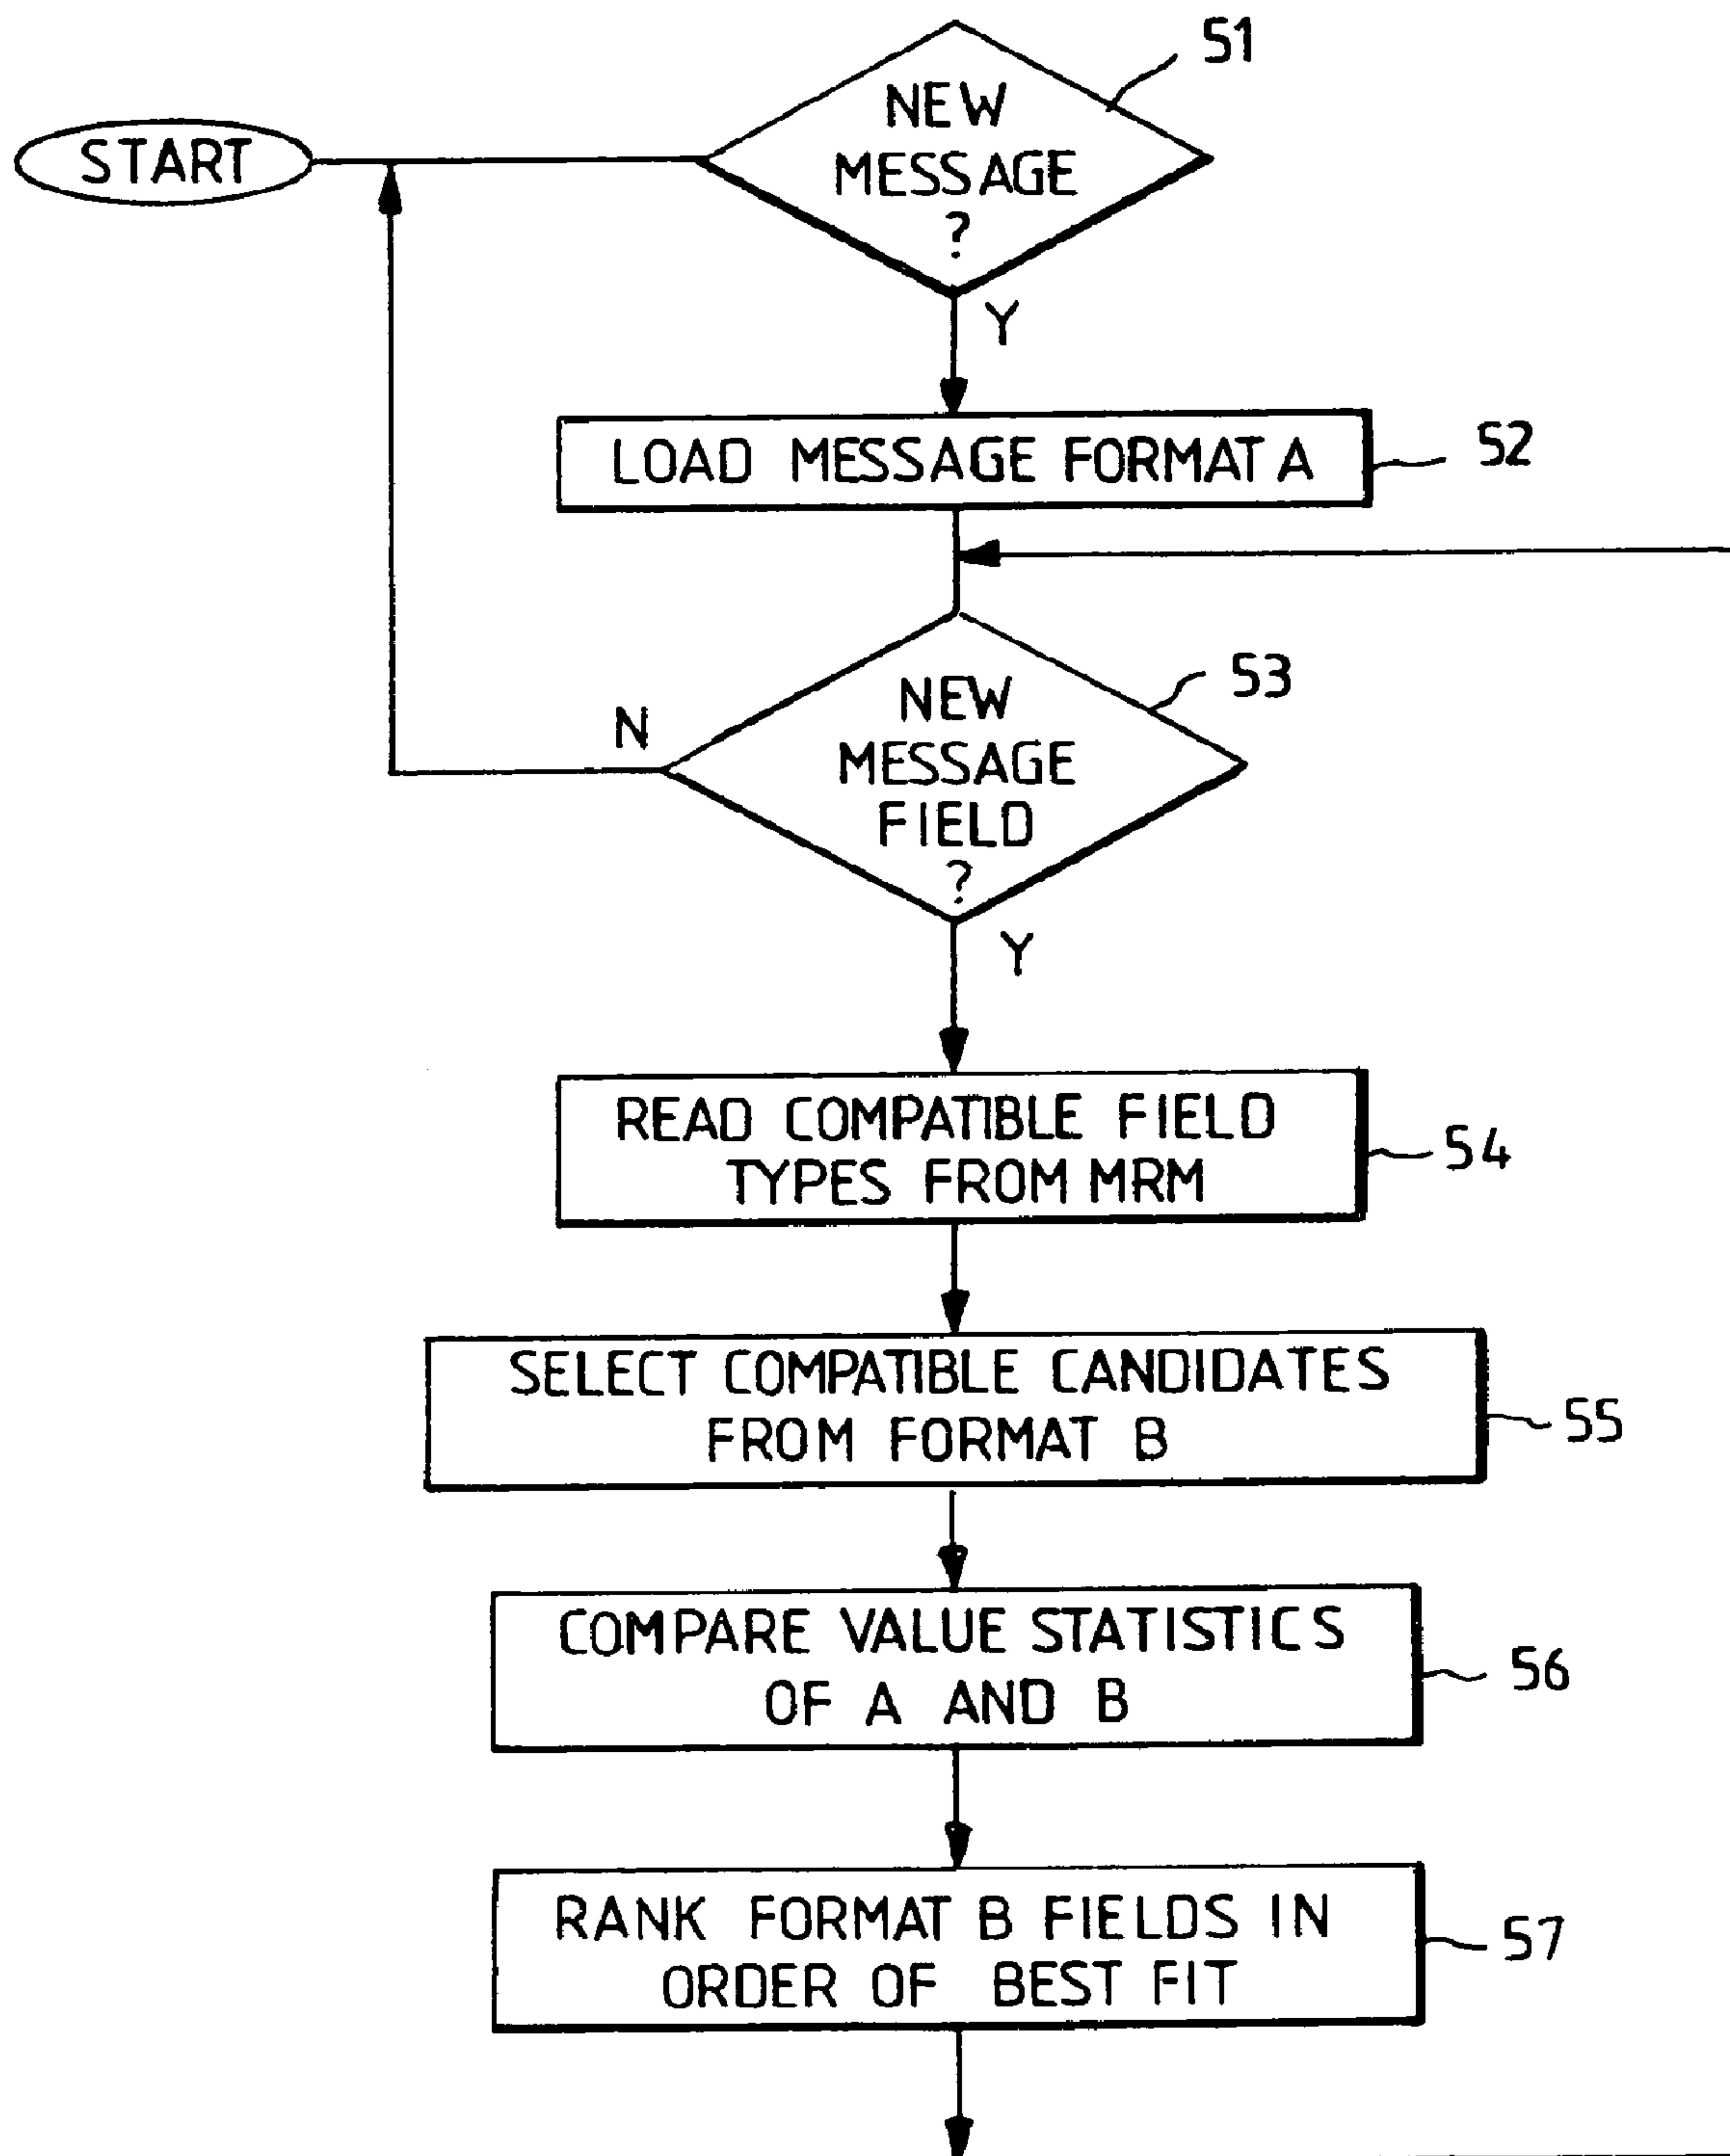 51
NEW
MESSAGE
?
START
Y
LOAD MESSAGE FORMAT A
52
53
NEW
MESSAGE
FIELD
?
N
Y
READ COMPATIBLE FIELD
TYPES FROM MRM
54
SELECT COMPATIBLE CANDIDATES
FROM FORMAT B
55
COMPARE VALUE STATISTICS
OF A AND B
56
RANK FORMAT B FIELDS IN
ORDER OF BEST FIT
57